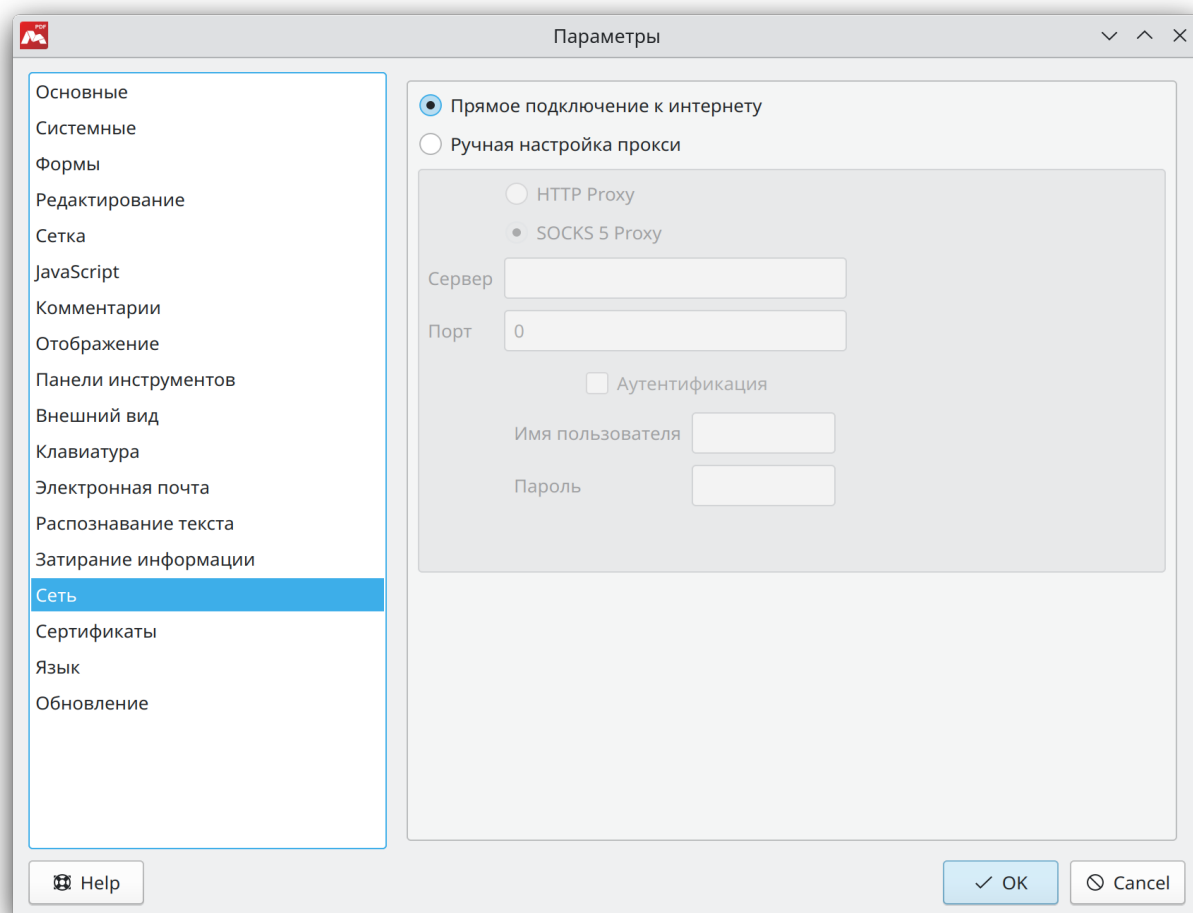 PDF
Параметры
Основные
Системные
Формы
Редактирование
Сетка
JavaScript
Комментарии
Отображение
Панели инструментов
Внешний вид
Клавиатура
Электронная почта
Распознавание текста
Затирание информации
Сеть
Сертификаты
Язык
Обновление
Прямое подключение к интернету
Ручная настройка прокси
HTTP Proxy
SOCKS 5 Proxy
Сервер
Порт 0
Аутентификация
Имя пользователя
Пароль
Help OK Cancel